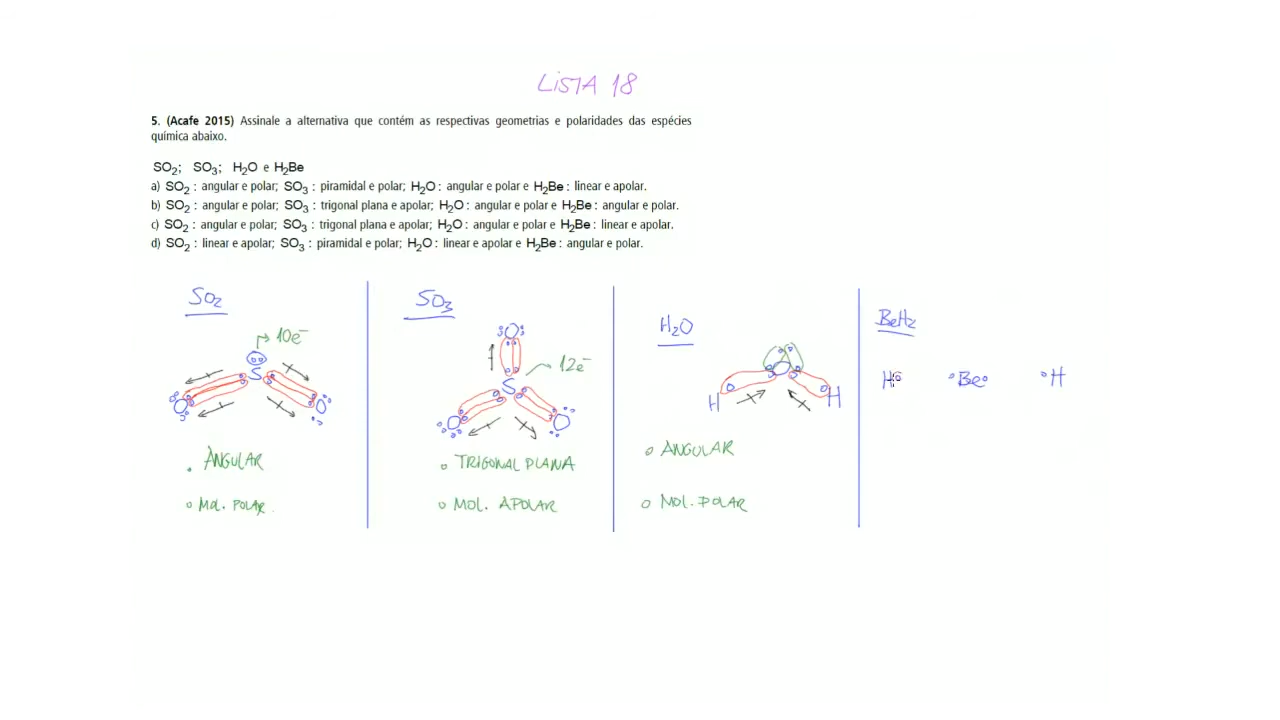 LISTA 18
5. (Acafe 2015) Assinale a alternativa que contém as respectivas geometrias e polaridades das espécies
química abaixo.
SO₂; SO₃; H₂O e H₂Be
a) SO₂ : angular e polar; SO₃ : piramidal e polar; H₂O : angular e polar e H₂Be : linear e apolar.
b) SO₂ : angular e polar; SO₃ : trigonal plana e apolar; H₂O : angular e polar e H₂Be : angular e polar.
c) SO₂ : angular e polar; SO₃ : trigonal plana e apolar; H₂O : angular e polar e H₂Be : linear e apolar.
d) SO₂ : linear e apolar; SO₃ : piramidal e polar; H₂O : linear e apolar e H₂Be : angular e polar.
SO₂
10e⁻
S
O O
ANGULAR
MOL. POLAR
SO₃
O
12e⁻
S
O O
TRIGONAL PLANA
MOL. APOLAR
H₂O
O
H H
ANGULAR
MOL. POLAR
BeH₂
H Be H